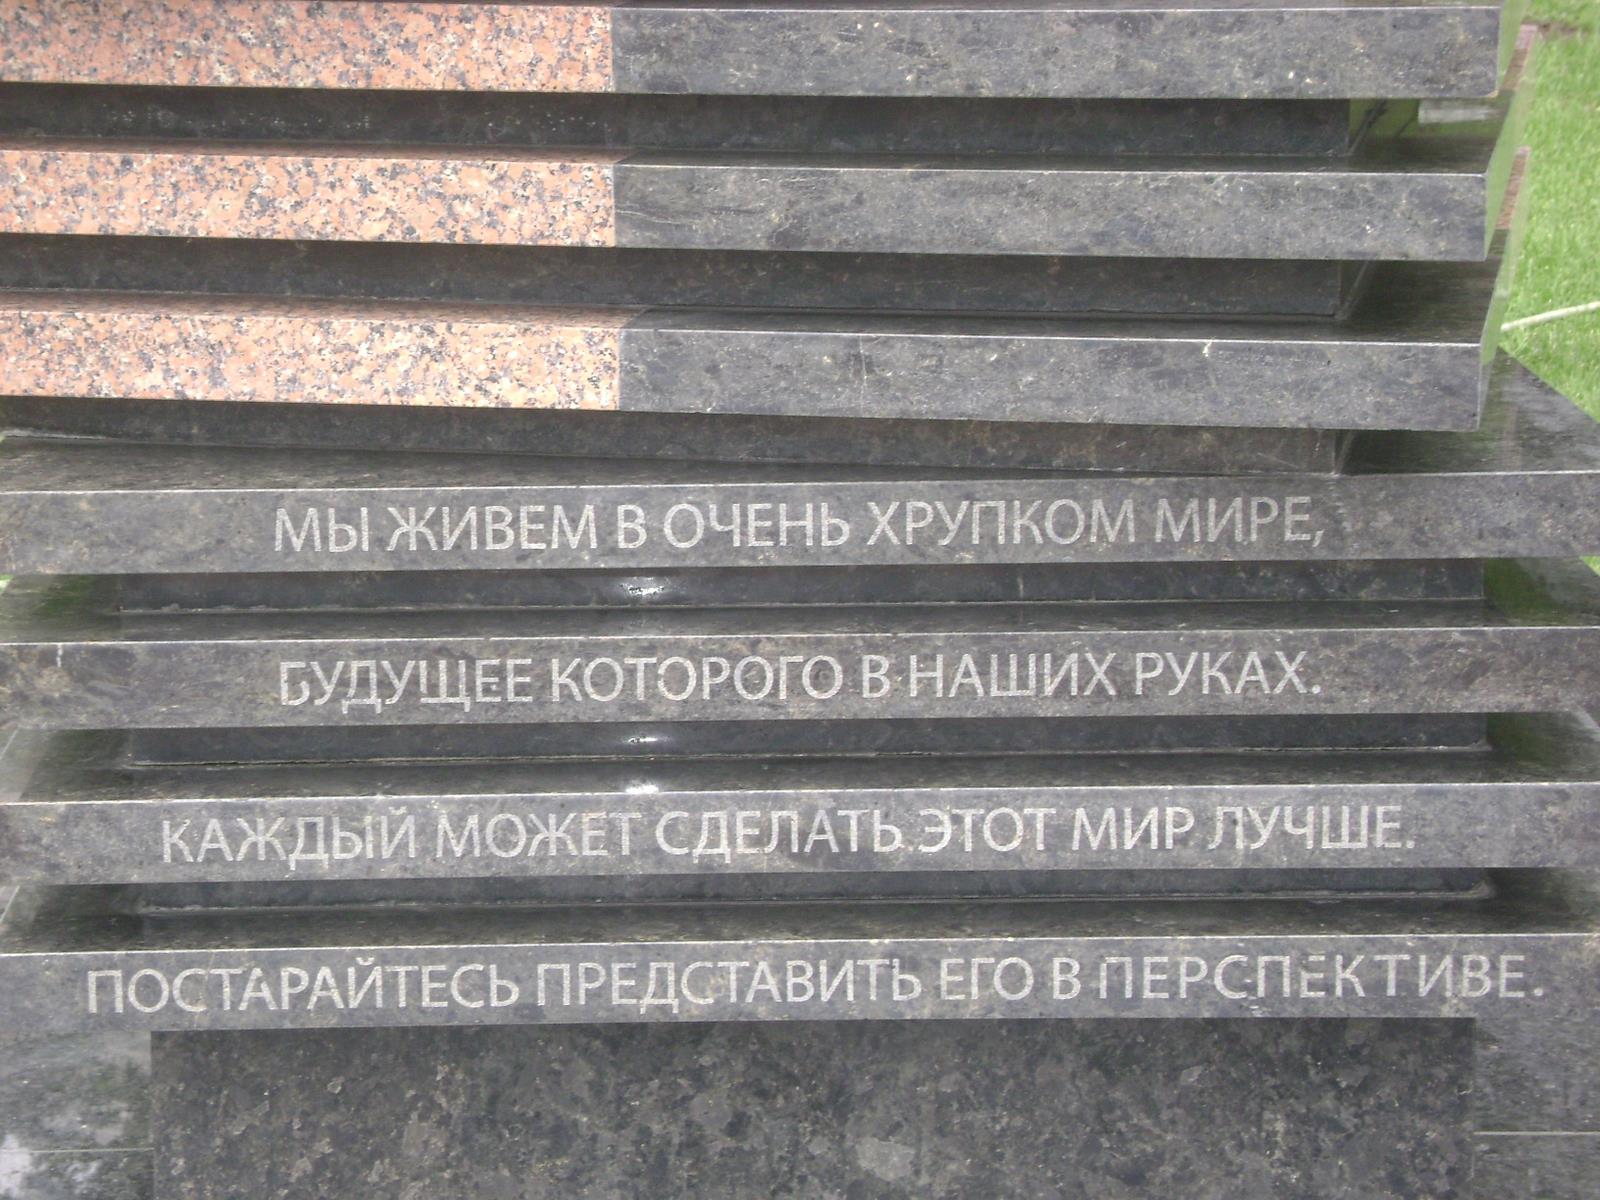 МЫ ЖИВЕМ В ОЧЕНЬ ХРУПКОМ МИРЕ,
БУДУЩЕЕ КОТОРОГО В НАШИХ РУКАХ.
КАЖДЫЙ МОЖЕТ СДЕЛАТЬ ЭТОТ МИР ЛУЧШЕ.
ПОСТАРАЙТЕСЬ ПРЕДСТАВИТЬ ЕГО В ПЕРСПЕКТИВЕ.